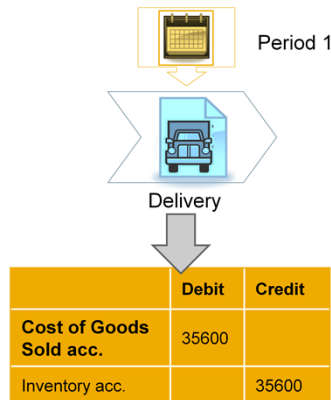 Period 1
Delivery
Debit Credit
Cost of Goods
Sold acc.
35600
Inventory acc. 35600